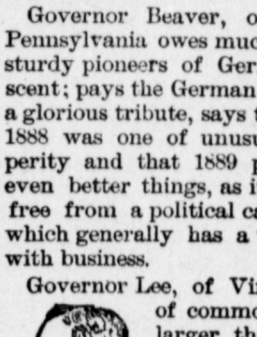 Governor Beaver, o
Pennsylvania owes muc
sturdy pioneers of Ger
scent; pays the German
a glorious tribute, says
1888 was one of unus
perity and that 1889
even better things, as i
free from a political ca
which generally has a
with business.
Governor Lee, of Vi
of commo
larger th